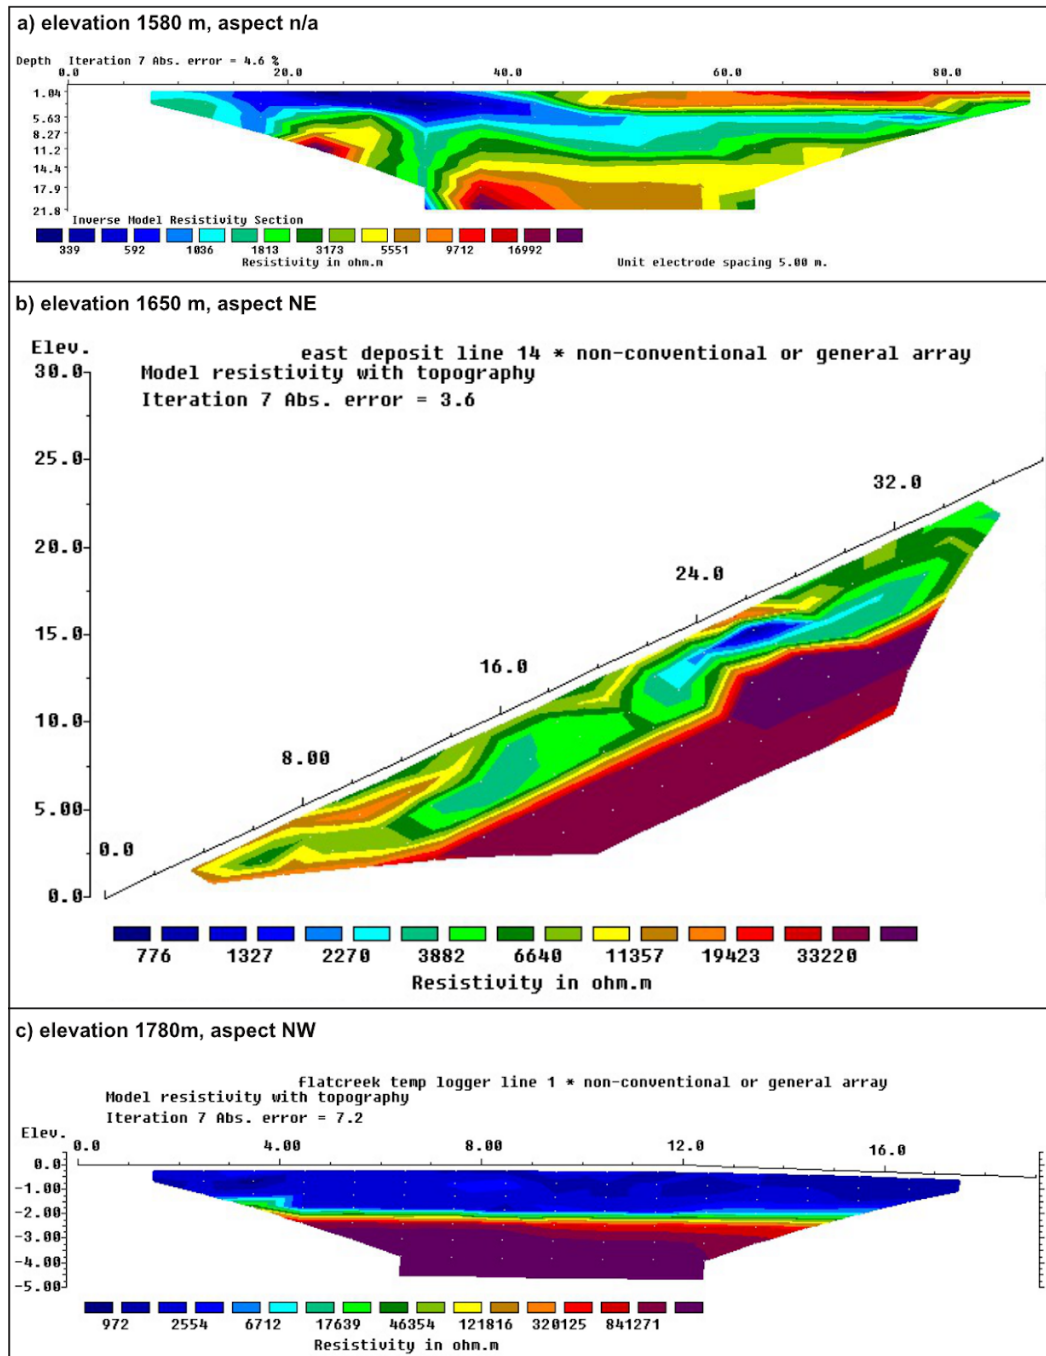 a) elevation 1580 m, aspect n/a
Depth Iteration 7 Abs. error = 4.6 %
0.0 20.0 40.0 60.0 80.0
1.04
5.63
8.27
11.2
14.4
17.9
21.8
Inverse Model Resistivity Section
339 592 1036 1813 3173 5551 9712 16992
Resistivity in ohm.m
Unit electrode spacing 5.00 m.
b) elevation 1650 m, aspect NE
Elev.
east deposit line 14 * non-conventional or general array
30.0
Model resistivity with topography
Iteration 7 Abs. error = 3.6
25.0
32.0
20.0
24.0
15.0
16.0
10.0
8.00
5.00
0.0
0.0
776 1327 2270 3882 6640 11357 19423 33220
Resistivity in ohm.m
c) elevation 1780m, aspect NW
flatcreek temp logger line 1 * non-conventional or general array
Model resistivity with topography
Iteration 7 Abs. error = 7.2
Elev.
0.0 4.00 8.00 12.0 16.0
0.0
-1.00
-2.00
-3.00
-4.00
-5.00
972 2554 6712 17639 46354 121816 320125 841271
Resistivity in ohm.m